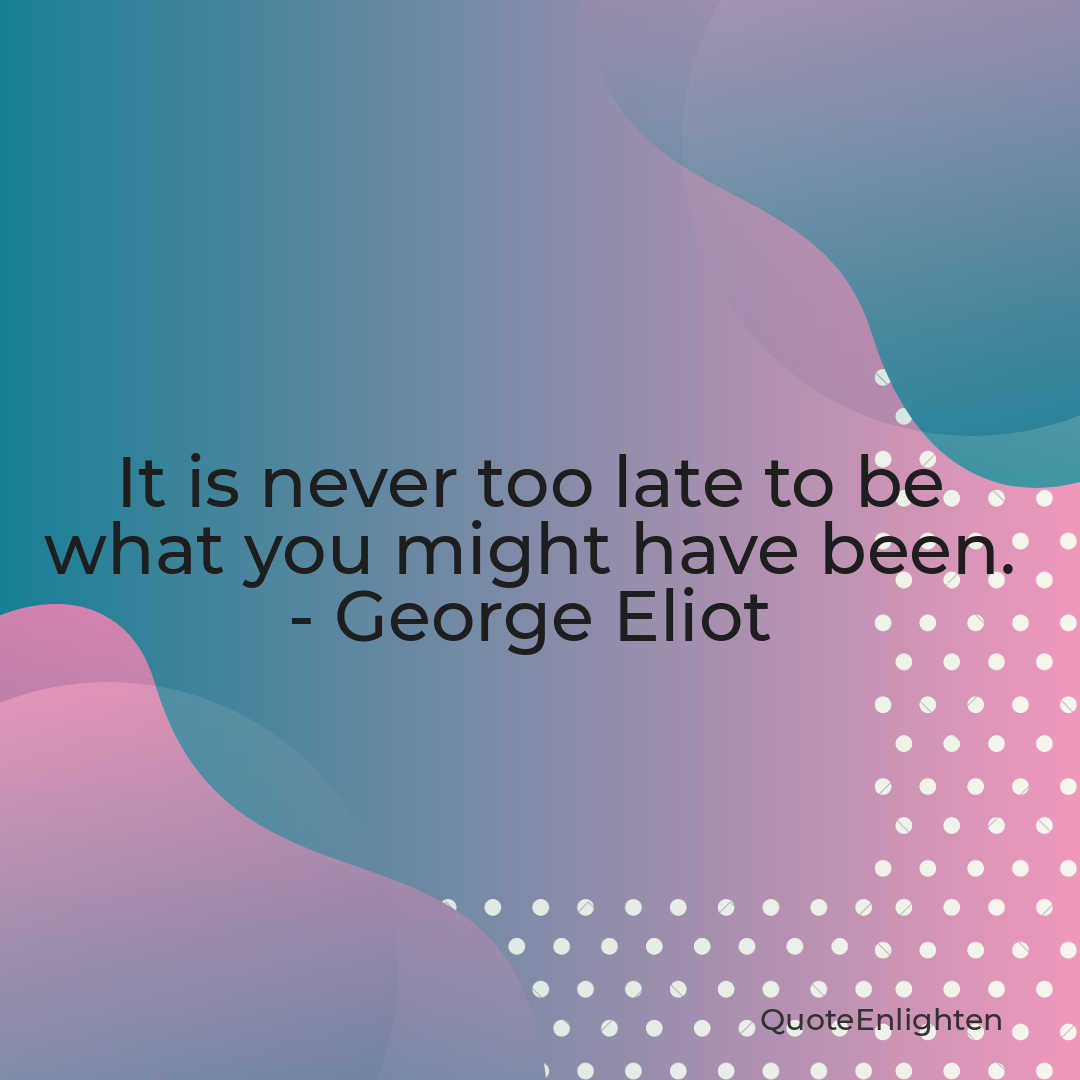 It is never too late to be
what you might have been.
- George Eliot
QuoteEnlighten